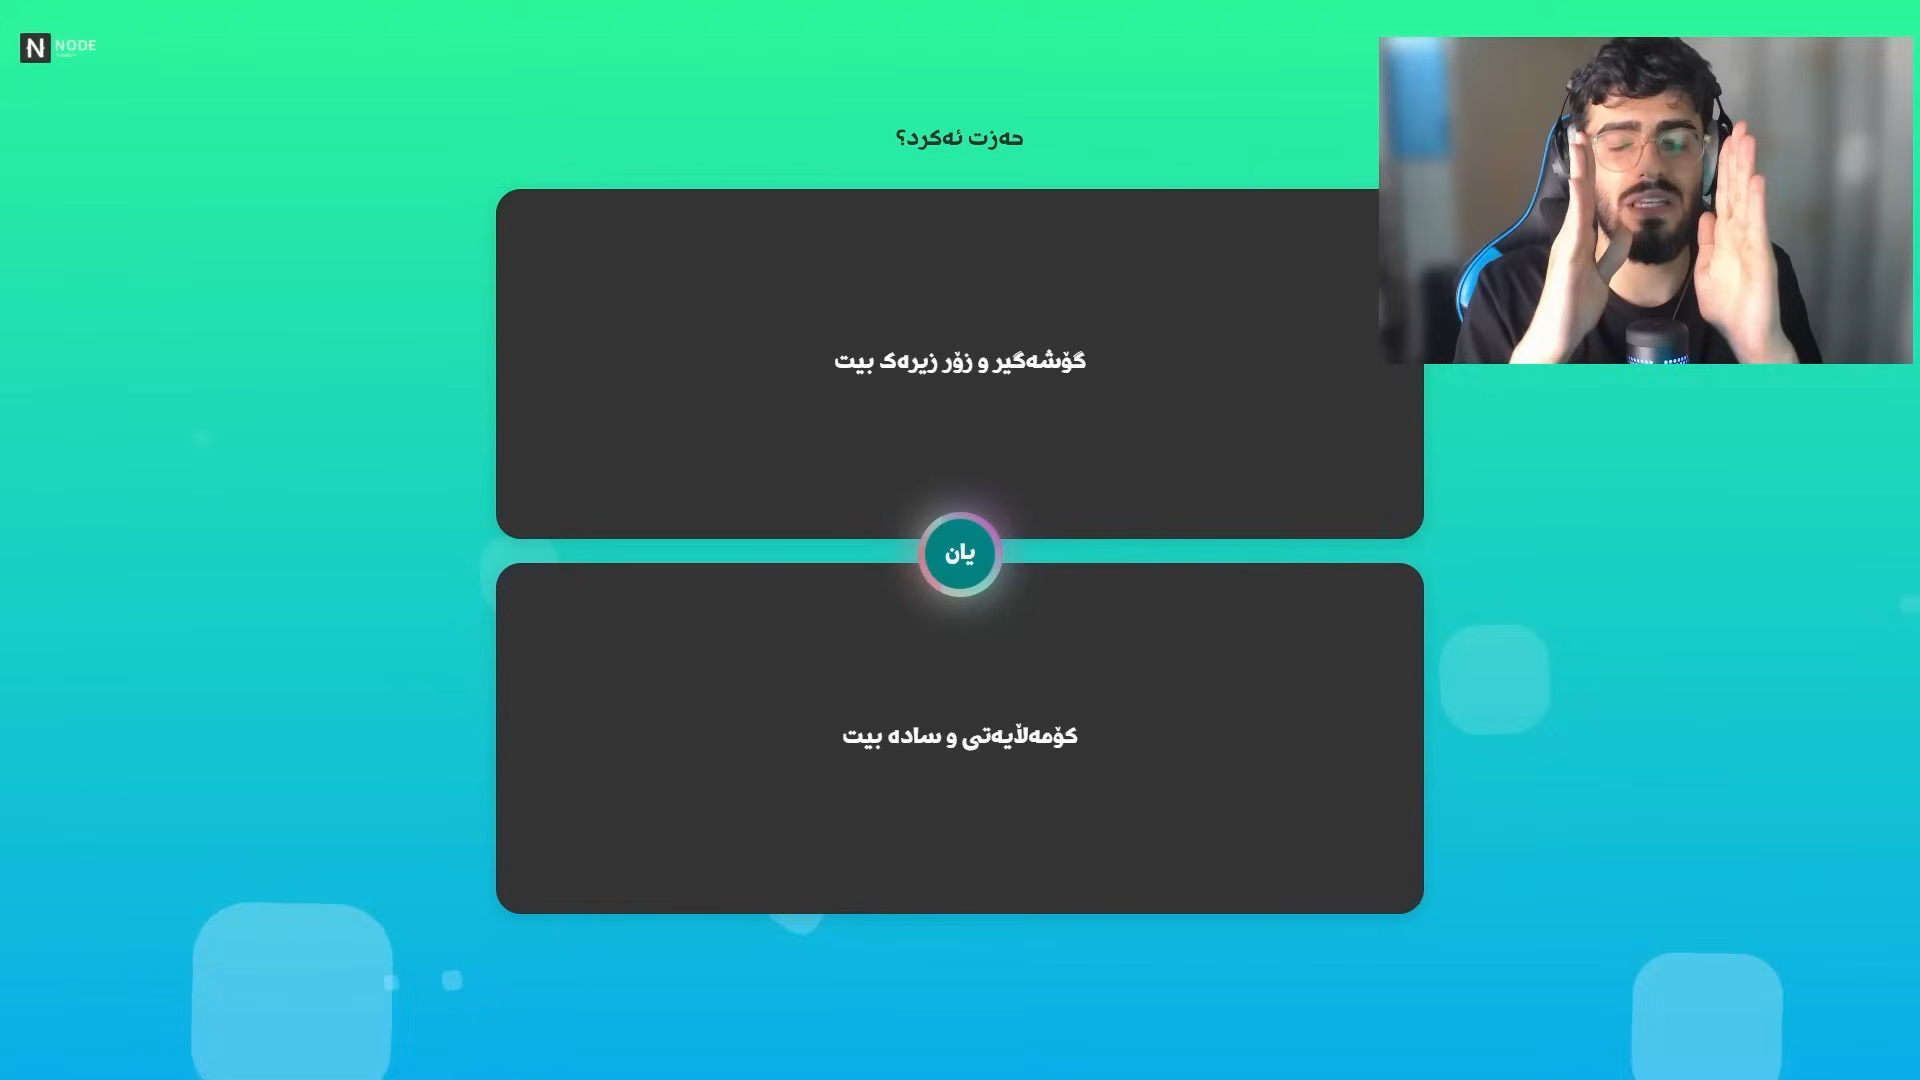 N NODE
حەزت ئەکرد؟
گۆشەگیر و زۆر زیرەک بیت
یان
کۆمەڵایەتی و سادە بیت